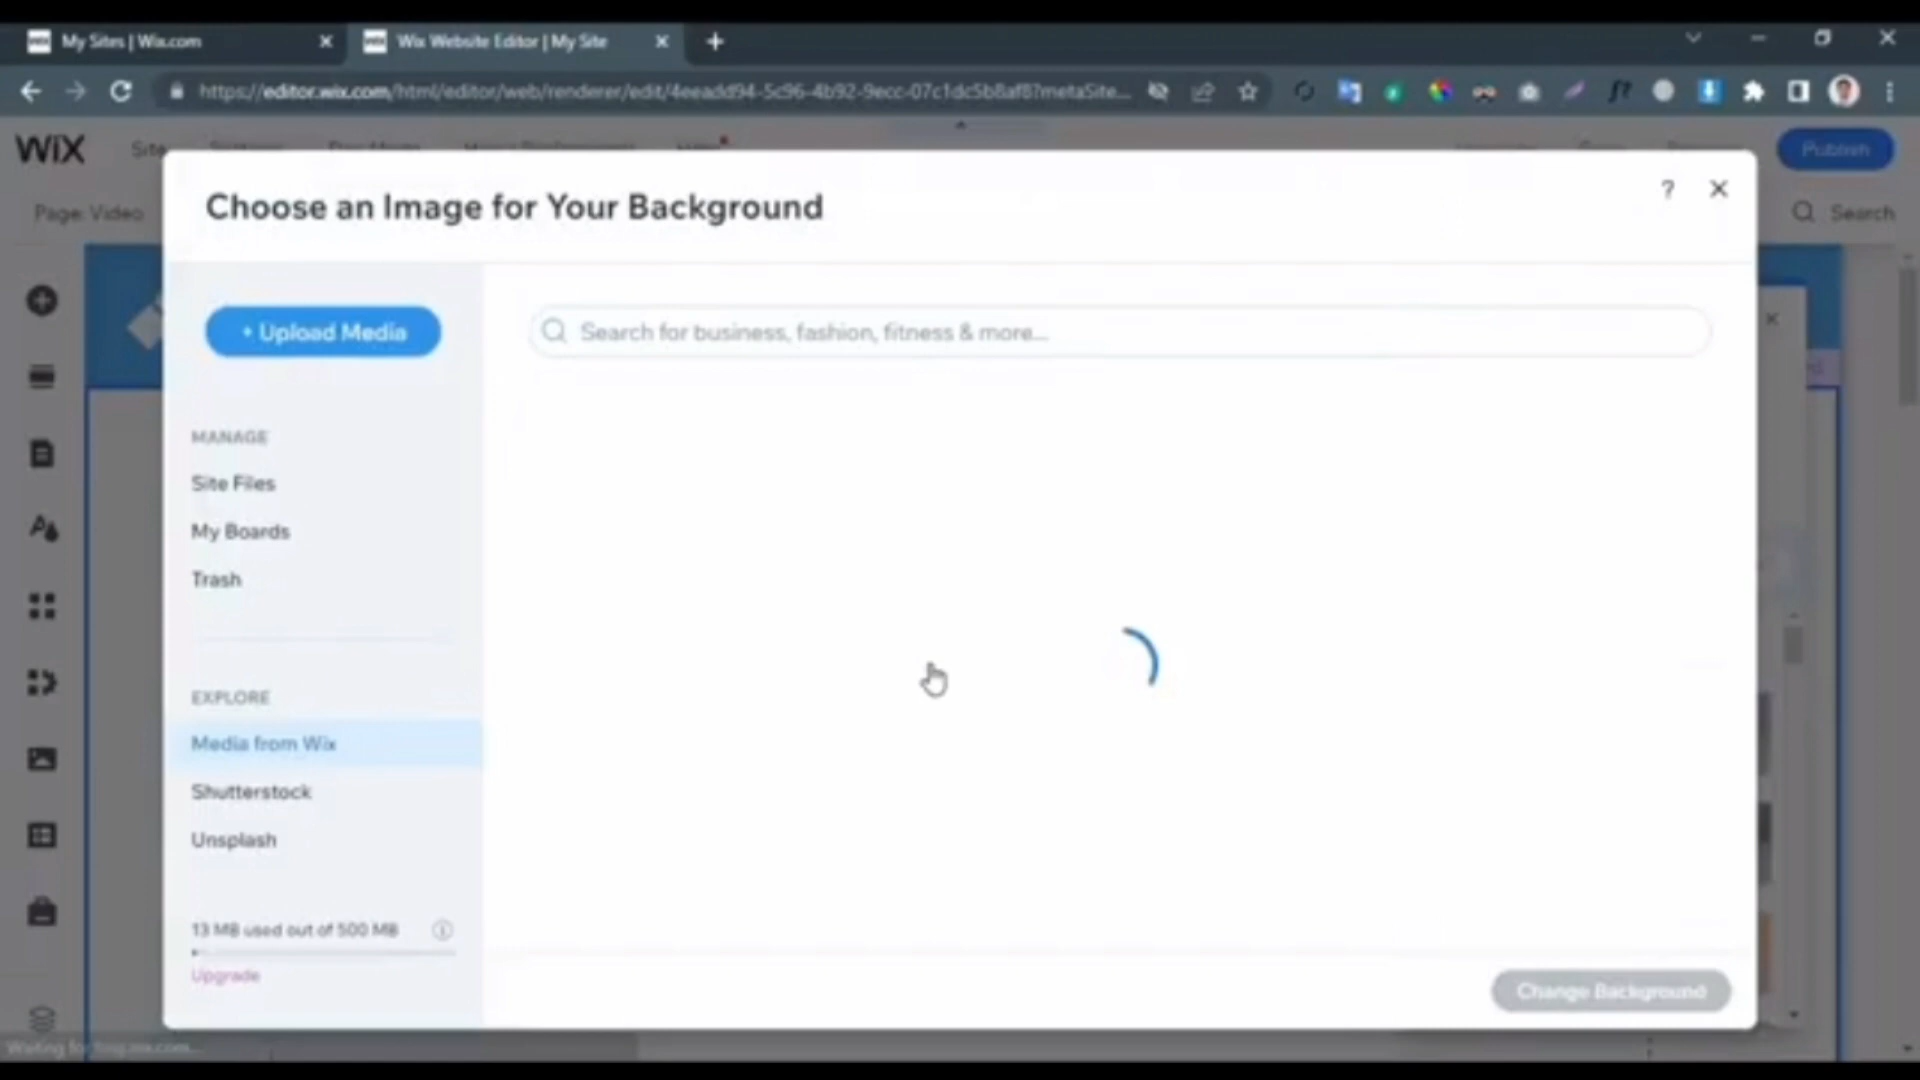 My Sites | Wix.com
Wix Website Editor | My Site
https://editor.wix.com/html/editor/web/renderer/edit/4eeadd94-5c96-4b92-9ecc-07c1dc5b8af8?metaSite...
WiX
Site
Publish
Page: Video
Search
Choose an Image for Your Background
?
+ Upload Media
Search for business, fashion, fitness & more...
MANAGE
Site Files
My Boards
Trash
EXPLORE
Media from Wix
Shutterstock
Unsplash
13 MB used out of 500 MB
Upgrade
Change Background
Waiting for